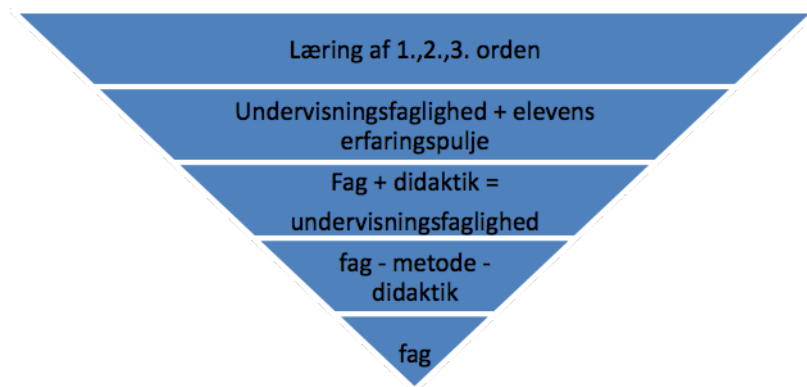 Læring af 1.,2.,3. orden
Undervisningsfaglighed + elevens
erfaringspulje
Fag + didaktik =
undervisningsfaglighed
fag - metode -
didaktik
fag